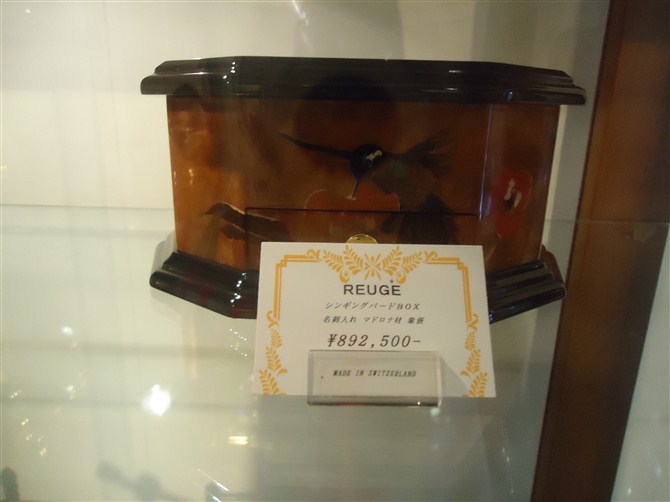 REUGE
シンギングバードBOX
名刺入れ マドロナ材 象嵌
¥892,500-
MADE IN SWITZERLAND